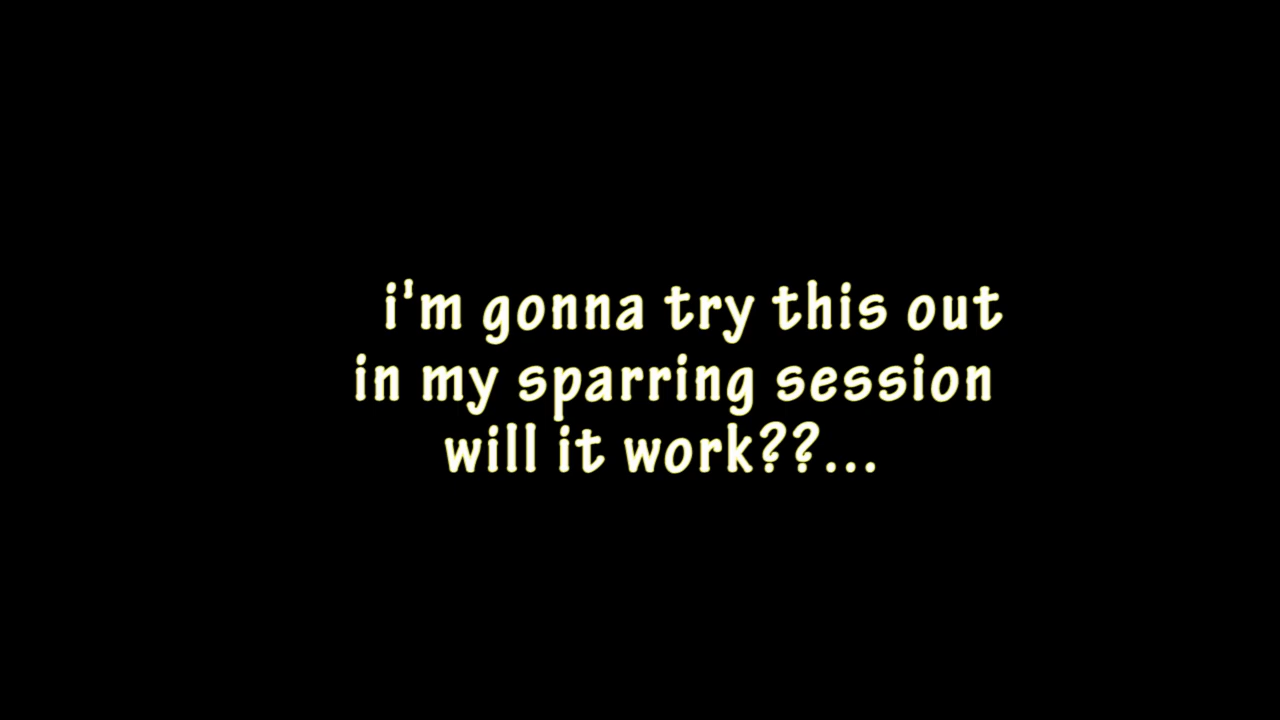 i'm gonna try this out
in my sparring session
will it work??...